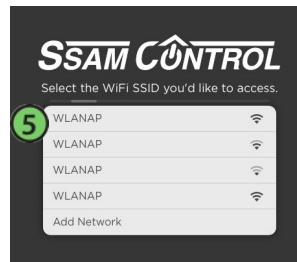 SSAM CONTROL
Select the WiFi SSID you'd like to access.
5
WLANAP
WLANAP
WLANAP
WLANAP
Add Network